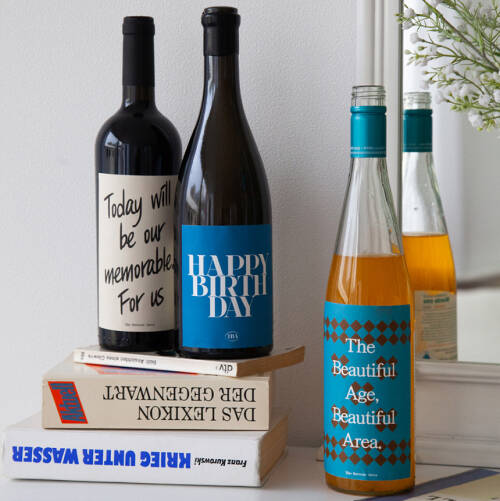 Today will
be our
memorable.
For us
HAPPY
BIRTH
DAY
The
Beautiful
Age,
Beautiful
Area.
dtv
Aktuell
DAS LEXIKON
DER GEGENWART
Franz Kurowski
KRIEG UNTER WASSER